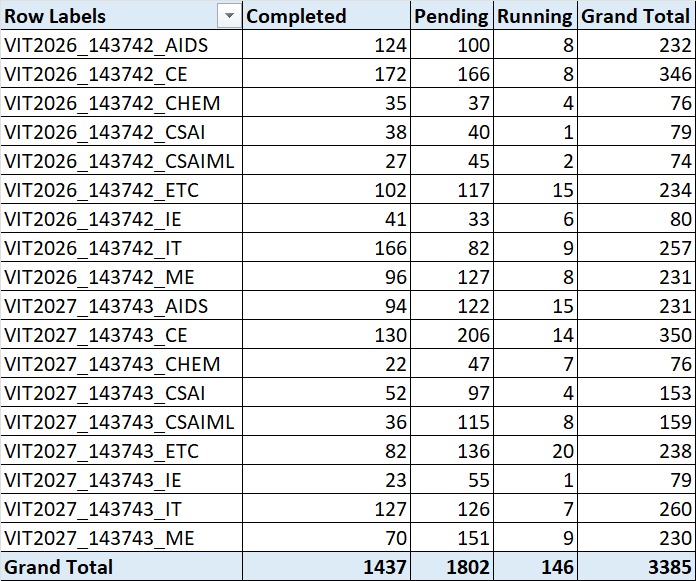 Row Labels Completed Pending Running Grand Total
VIT2026_143742_AIDS 124 100 8 232
VIT2026_143742_CE 172 166 8 346
VIT2026_143742_CHEM 35 37 4 76
VIT2026_143742_CSAI 38 40 1 79
VIT2026_143742_CSAIML 27 45 2 74
VIT2026_143742_ETC 102 117 15 234
VIT2026_143742_IE 41 33 6 80
VIT2026_143742_IT 166 82 9 257
VIT2026_143742_ME 96 127 8 231
VIT2027_143743_AIDS 94 122 15 231
VIT2027_143743_CE 130 206 14 350
VIT2027_143743_CHEM 22 47 7 76
VIT2027_143743_CSAI 52 97 4 153
VIT2027_143743_CSAIML 36 115 8 159
VIT2027_143743_ETC 82 136 20 238
VIT2027_143743_IE 23 55 1 79
VIT2027_143743_IT 127 126 7 260
VIT2027_143743_ME 70 151 9 230
Grand Total 1437 1802 146 3385